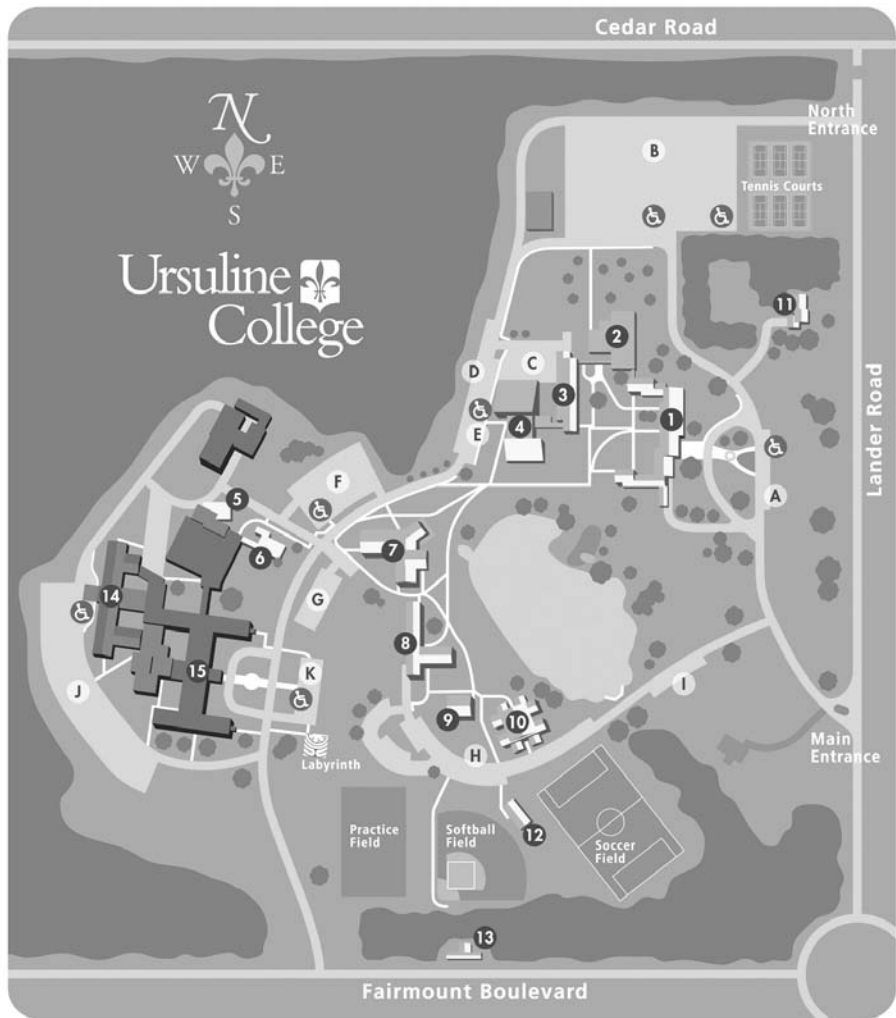 Cedar Road
N
W E
S
Ursuline
College
North
Entrance
B
Tennis Courts
11
2
D
C
3
1
4
E
A
Lander Road
F
5
6
7
G
14
8
15
K
J
I
9
10
Labyrinth
H
Main
Entrance
12
Practice
Field
Softball
Field
Soccer
Field
13
Fairmount Boulevard